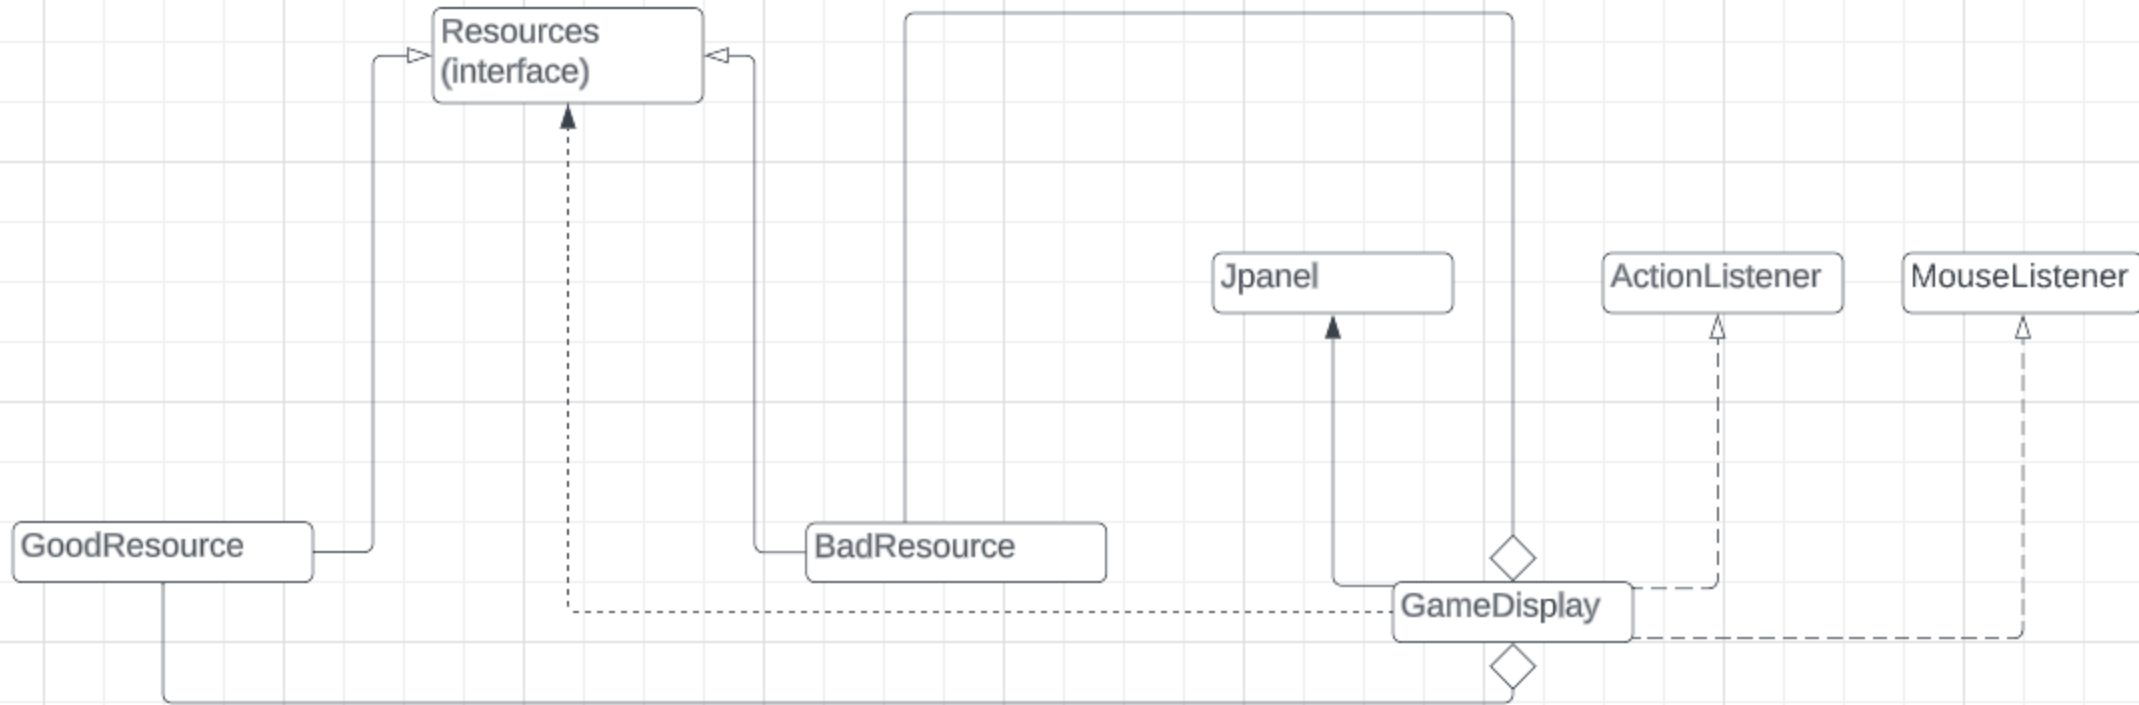 Resources
(interface)
Jpanel
ActionListener
MouseListener
GoodResource
BadResource
GameDisplay